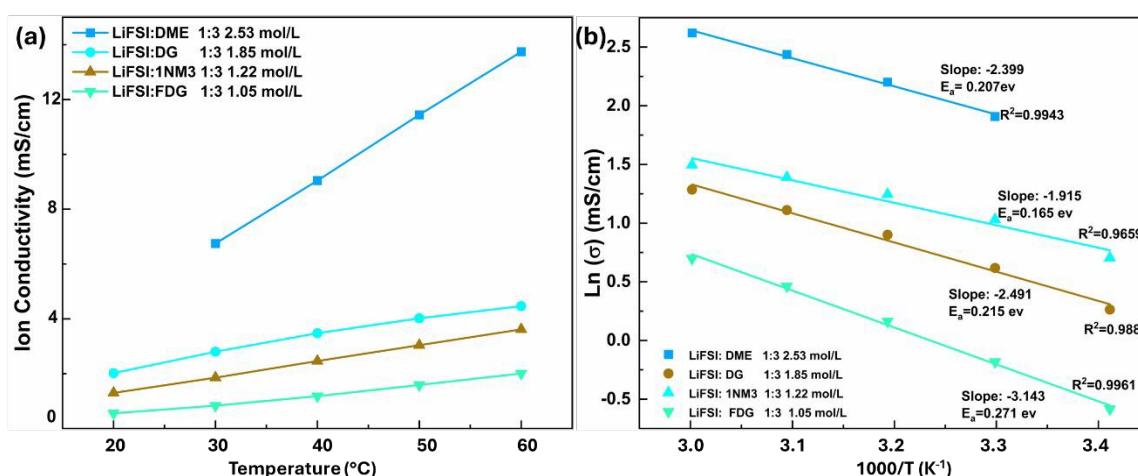 (a)
LiFSI:DME 1:3 2.53 mol/L
LiFSI:DG 1:3 1.85 mol/L
LiFSI:1NM3 1:3 1.22 mol/L
LiFSI:FDG 1:3 1.05 mol/L
Ion Conductivity (mS/cm)
12
8
4
0
20 30 40 50 60
Temperature (°C)
(b)
Slope: -2.399
Ea= 0.207ev
R²=0.9943
Slope: -1.915
Ea=0.165 ev
R²=0.9659
Slope: -2.491
Ea=0.215 ev
R²=0.988
Slope: -3.143
Ea=0.271 ev
R²=0.9961
LiFSI: DME 1:3 2.53 mol/L
LiFSI: DG 1:3 1.85 mol/L
LiFSI: 1NM3 1:3 1.22 mol/L
LiFSI: FDG 1:3 1.05 mol/L
Ln (σ) (mS/cm)
2.5
2.0
1.5
1.0
0.5
0.0
-0.5
3.0 3.1 3.2 3.3 3.4
1000/T (K⁻¹)